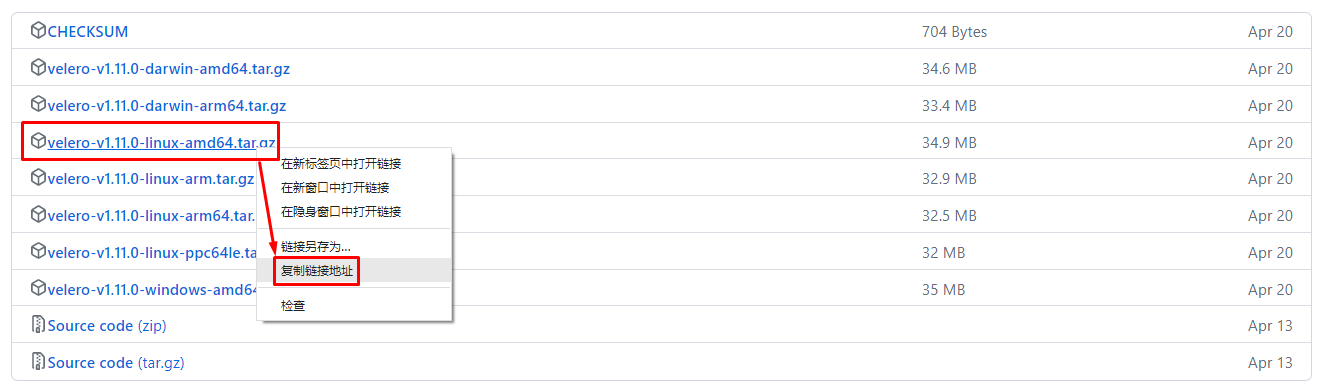 CHECKSUM 704 Bytes Apr 20
velero-v1.11.0-darwin-amd64.tar.gz 34.6 MB Apr 20
velero-v1.11.0-darwin-arm64.tar.gz 33.4 MB Apr 20
velero-v1.11.0-linux-amd64.tar.gz 34.9 MB Apr 20
velero-v1.11.0-linux-arm.tar.gz 32.9 MB Apr 20
velero-v1.11.0-linux-arm64.tar. 32.5 MB Apr 20
velero-v1.11.0-linux-ppc64le.ta 32 MB Apr 20
velero-v1.11.0-windows-amd64 35 MB Apr 20
Source code (zip) Apr 13
Source code (tar.gz) Apr 13
在新标签页中打开链接
在新窗口中打开链接
在隐身窗口中打开链接
链接另存为...
复制链接地址
检查